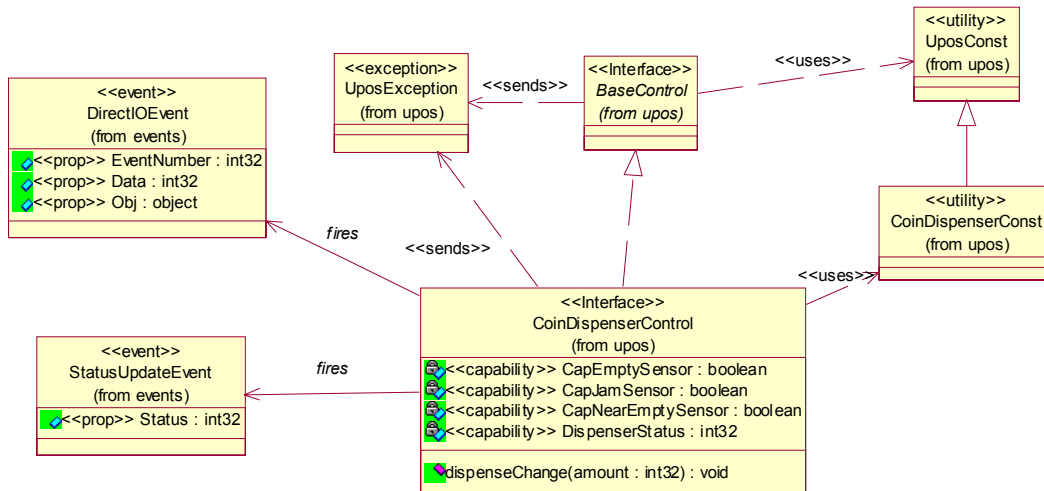 <<utility>>
UposConst
(from upos)
<<uses>>
<<exception>>
UposException
(from upos)
<<sends>>
<<Interface>>
BaseControl
(from upos)
<<event>>
DirectIOEvent
(from events)
<<prop>> EventNumber : int32
<<prop>> Data : int32
<<prop>> Obj : object
<<utility>>
CoinDispenserConst
(from upos)
fires
<<sends>>
<<uses>>
<<Interface>>
CoinDispenserControl
(from upos)
<<capability>> CapEmptySensor : boolean
<<capability>> CapJamSensor : boolean
<<capability>> CapNearEmptySensor : boolean
<<capability>> DispenserStatus : int32
dispenseChange(amount : int32) : void
fires
<<event>>
StatusUpdateEvent
(from events)
<<prop>> Status : int32